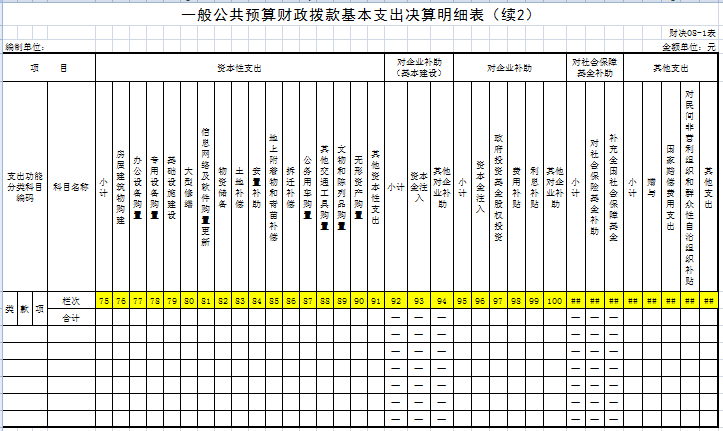 一般公共预算财政拨款基本支出决算明细表（续2）
财决08-1表
编制单位： 金额单位：元
项 目 资本性支出 对企业补助（基本建设） 对企业补助 对社会保障基金补助 其他支出
支出功能分类科目编码 科目名称 小计 房屋建筑物购建 办公设备购置 专用设备购置 基础设施建设 大型修缮 信息网络及软件购置更新 物资储备 土地补偿 安置补助 地上附着物和青苗补偿 拆迁补偿 公务用车购置 其他交通工具购置 文物和陈列品购置 无形资产购置 其他资本性支出 小计 资本金注入 其他对企业补助 小计 资本金注入 政府投资基金股权投资 费用补贴 利息补贴 其他对企业补助 小计 对社会保险基金补助 补充全国社会保障基金 小计 赠与 国家赔偿费用支出 对民间非营利组织和群众性自治组织补贴 其他支出
类 款 项 栏次 75 76 77 78 79 80 81 82 83 84 85 86 87 88 89 90 91 92 93 94 95 96 97 98 99 100 ## ## ## ## ## ## ## ##
合计 — — — — — —
— — — — — —
— — — — — —
— — — — — —
— — — — — —
— — — — — —
— — — — — —